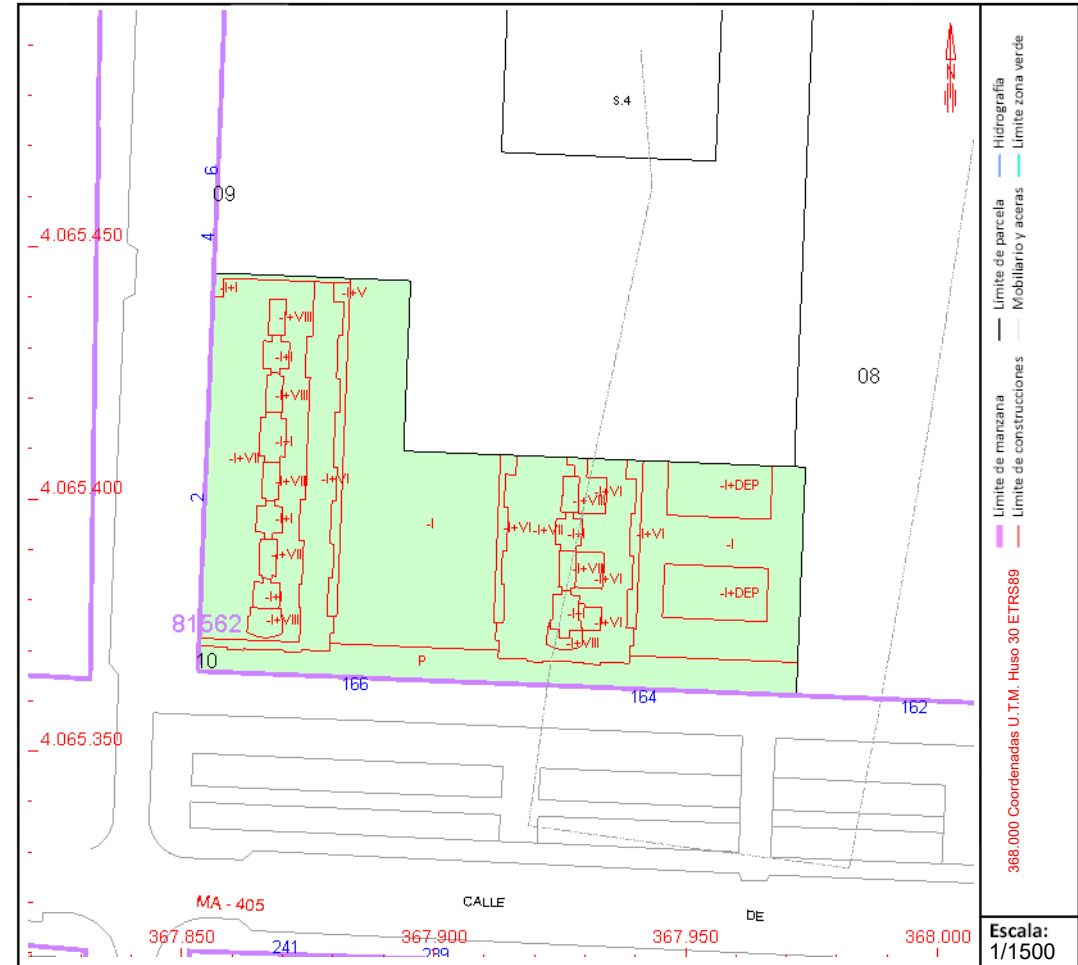 S.4
N
6
09
4
4.065.450
-I+I
-I+V
-I+VIII
-I+I
08
-I+VIII
-I+I
-I+VII
-I+VII
-I+VI
2
4.065.400
-I+DEP
-I+VI
-I+VIII
-I+I
-I
-I+VI
-I+VII
-I+I
-I+VI
-I
-I+VII
-I+VII
-I+VI
-I+I
-I+DEP
81562
-I+VIII
-I+I
-I+VI
-I+VIII
10
P
166
164
162
4.065.350
MA - 405
CALLE
DE
367.850
367.900
367.950
368.000
241
289
Hidrografía
Límite zona verde
Límite de parcela
Mobiliario y aceras
Límite de manzana
Límite de construcciones
368.000 Coordenadas U.T.M. Huso 30 ETRS89
Escala:
1/1500